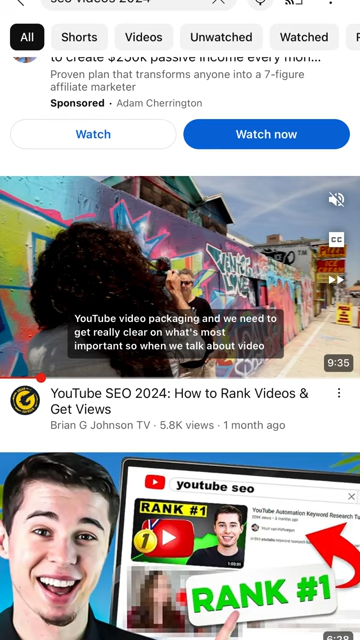 All
Shorts
Videos
Unwatched
Watched
to create $250k passive income every mon...
Proven plan that transforms anyone into a 7-figure
affiliate marketer
Sponsored · Adam Cherrington
Watch
Watch now
CC
PIZZA
ICE
YouTube video packaging and we need to
get really clear on what's most
important so when we talk about video
9:35
YouTube SEO 2024: How to Rank Videos &
Get Views
Brian G Johnson TV · 5.8K views · 1 month ago
youtube seo
RANK #1
1
YouTube Automation Keyword Research Tu
RANK #1
6:28